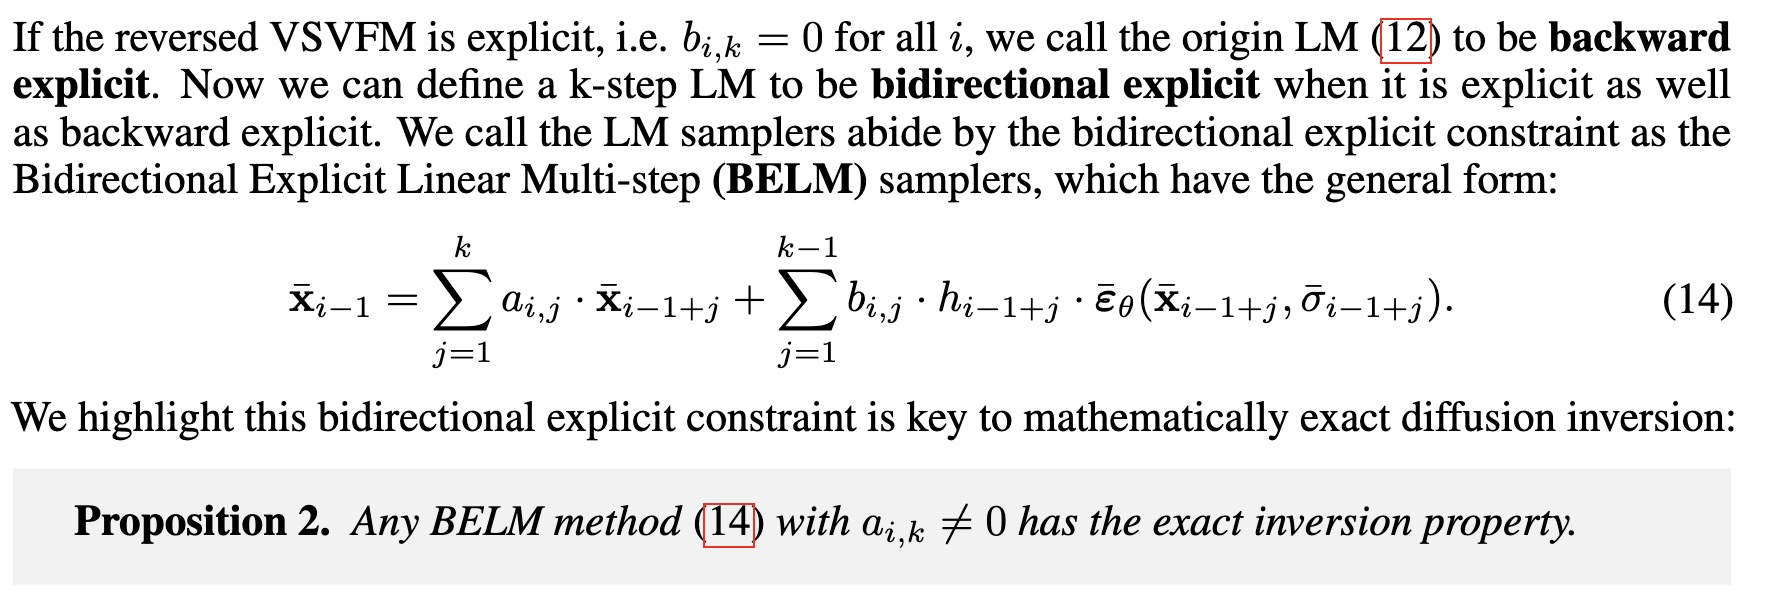 If the reversed VSVFM is explicit, i.e. $b_{i,k} = 0$ for all $i$, we call the origin LM (12) to be backward
explicit. Now we can define a k-step LM to be bidirectional explicit when it is explicit as well
as backward explicit. We call the LM samplers abide by the bidirectional explicit constraint as the
Bidirectional Explicit Linear Multi-step (BELM) samplers, which have the general form:
$\bar{\mathbf{x}}_{i-1} = \sum_{j=1}^{k} a_{i,j} \cdot \bar{\mathbf{x}}_{i-1+j} + \sum_{j=1}^{k-1} b_{i,j} \cdot h_{i-1+j} \cdot \bar{\boldsymbol{\varepsilon}}_\theta(\bar{\mathbf{x}}_{i-1+j}, \bar{\sigma}_{i-1+j}).$ (14)
We highlight this bidirectional explicit constraint is key to mathematically exact diffusion inversion:
Proposition 2. Any BELM method (14) with $a_{i,k} \neq 0$ has the exact inversion property.